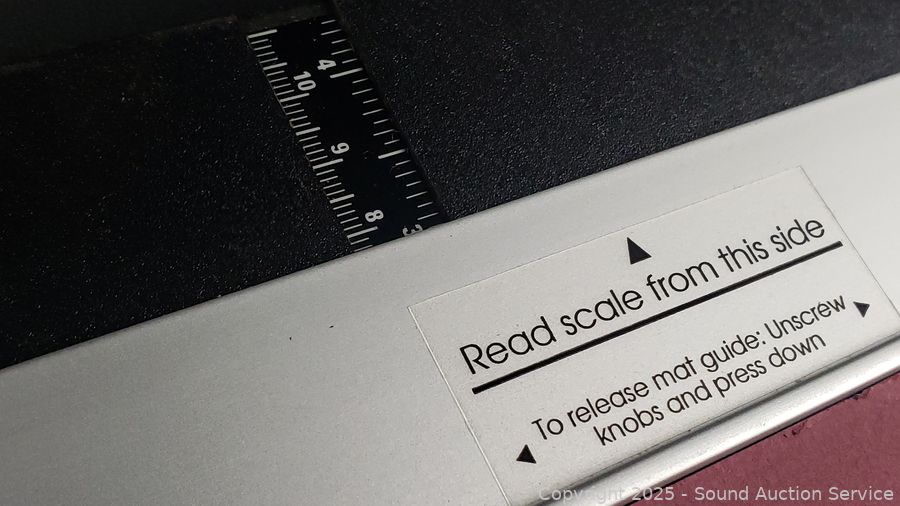 4
10
9
8
3
Read scale from this side
To release mat guide: Unscrew
knobs and press down
Copyright 2025 - Sound Auction Service